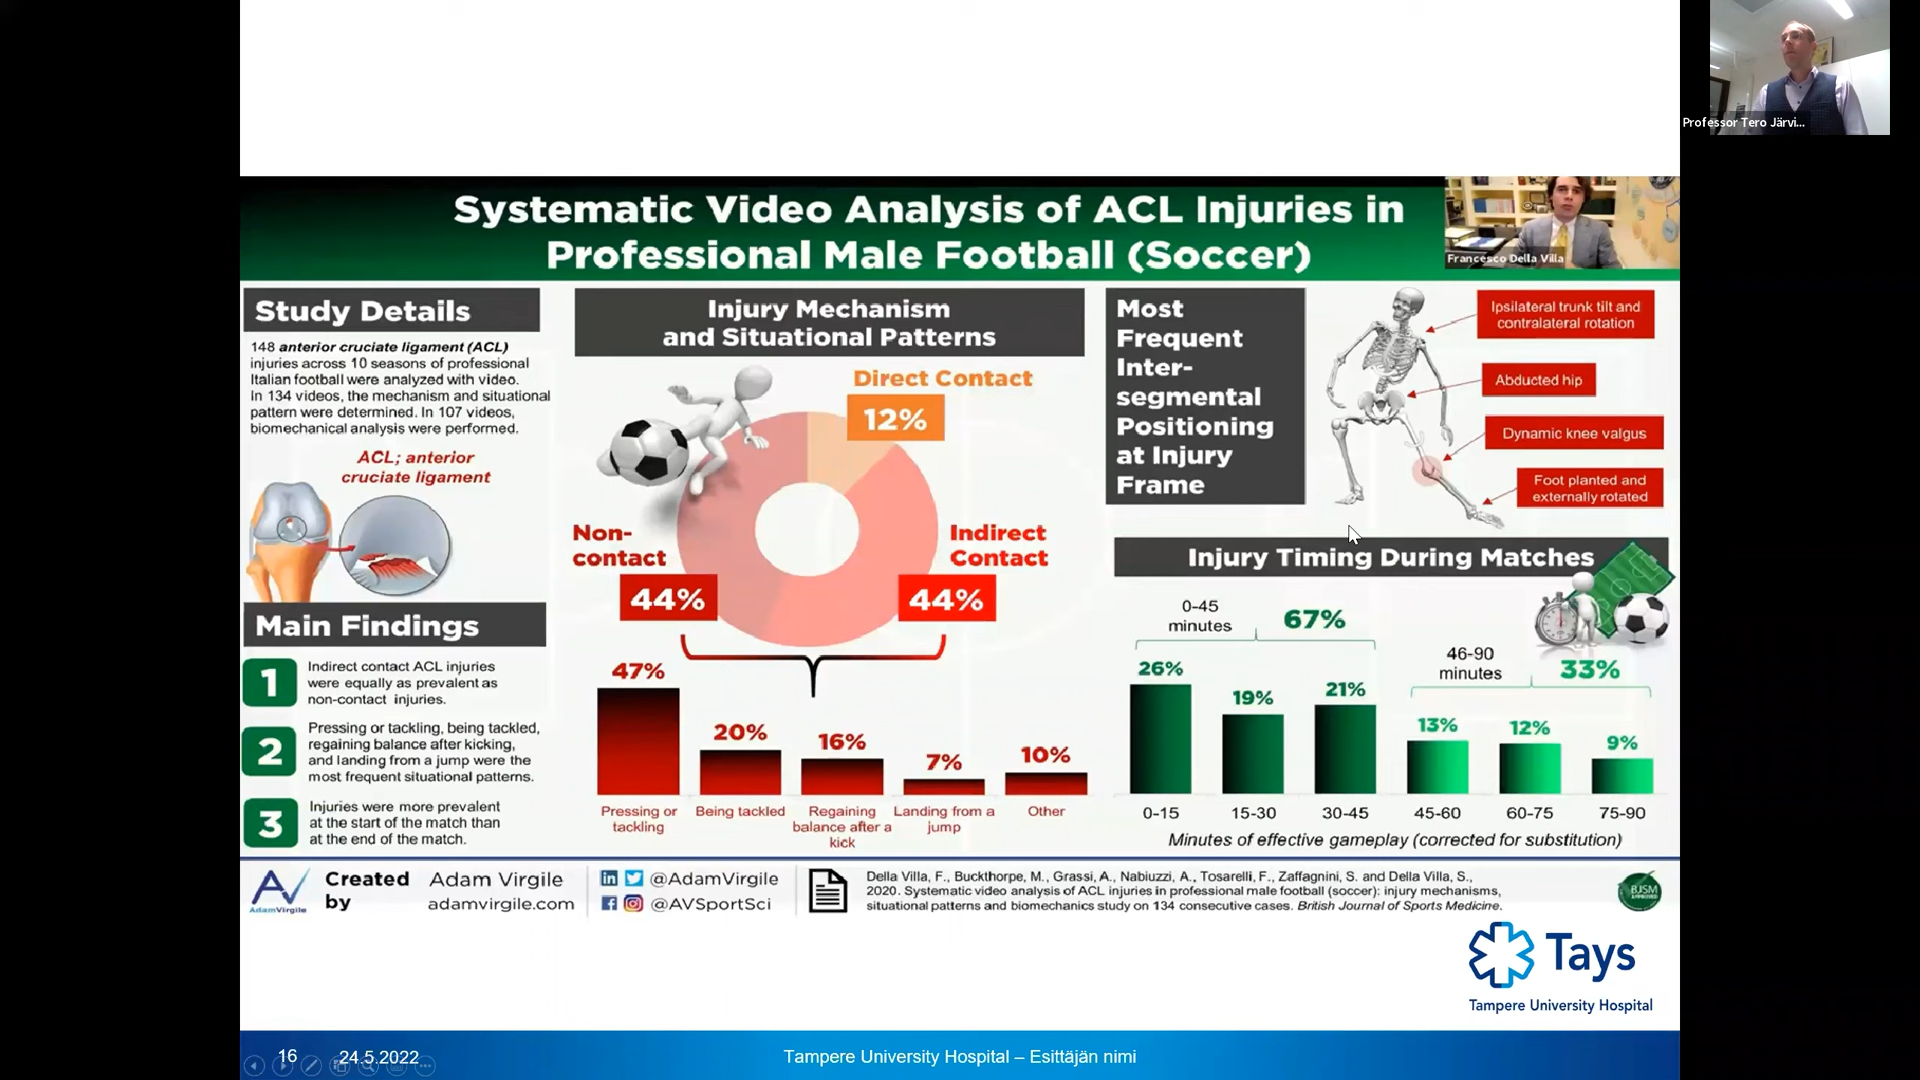 Professor Tero Järvi...
Systematic Video Analysis of ACL Injuries in
Professional Male Football (Soccer)
Francesco Della Villa
Study Details
148 anterior cruciate ligament (ACL)
injuries across 10 seasons of professional
Italian football were analyzed with video.
In 134 videos, the mechanism and situational
pattern were determined. In 107 videos,
biomechanical analysis were performed.
ACL; anterior
cruciate ligament
Main Findings
1
Indirect contact ACL injuries
were equally as prevalent as
non-contact injuries.
2
Pressing or tackling, being tackled,
regaining balance after kicking,
and landing from a jump were the
most frequent situational patterns.
3
Injuries were more prevalent
at the start of the match than
at the end of the match.
Injury Mechanism
and Situational Patterns
Direct Contact
12%
Non-
contact
44%
Indirect
Contact
44%
47%
20%
16%
7%
10%
Pressing or
tackling
Being tackled
Regaining
balance after a
kick
Landing from a
jump
Other
Most
Frequent
Inter-
segmental
Positioning
at Injury
Frame
Ipsilateral trunk tilt and
contralateral rotation
Abducted hip
Dynamic knee valgus
Foot planted and
externally rotated
Injury Timing During Matches
0-45
minutes
67%
46-90
minutes
33%
26%
19%
21%
13%
12%
9%
0-15
15-30
30-45
45-60
60-75
75-90
Minutes of effective gameplay (corrected for substitution)
AdamVirgile
Created
by
Adam Virgile
adamvirgile.com
@AdamVirgile
@AVSportSci
Della Villa, F., Buckthorpe, M., Grassi, A., Nabiuzzi, A., Tosarelli, F., Zaffagnini, S. and Della Villa, S.,
2020. Systematic video analysis of ACL injuries in professional male football (soccer): injury mechanisms,
situational patterns and biomechanics study on 134 consecutive cases. British Journal of Sports Medicine.
BJSM
Tays
Tampere University Hospital
16
24.5.2022
Tampere University Hospital – Esittäjän nimi